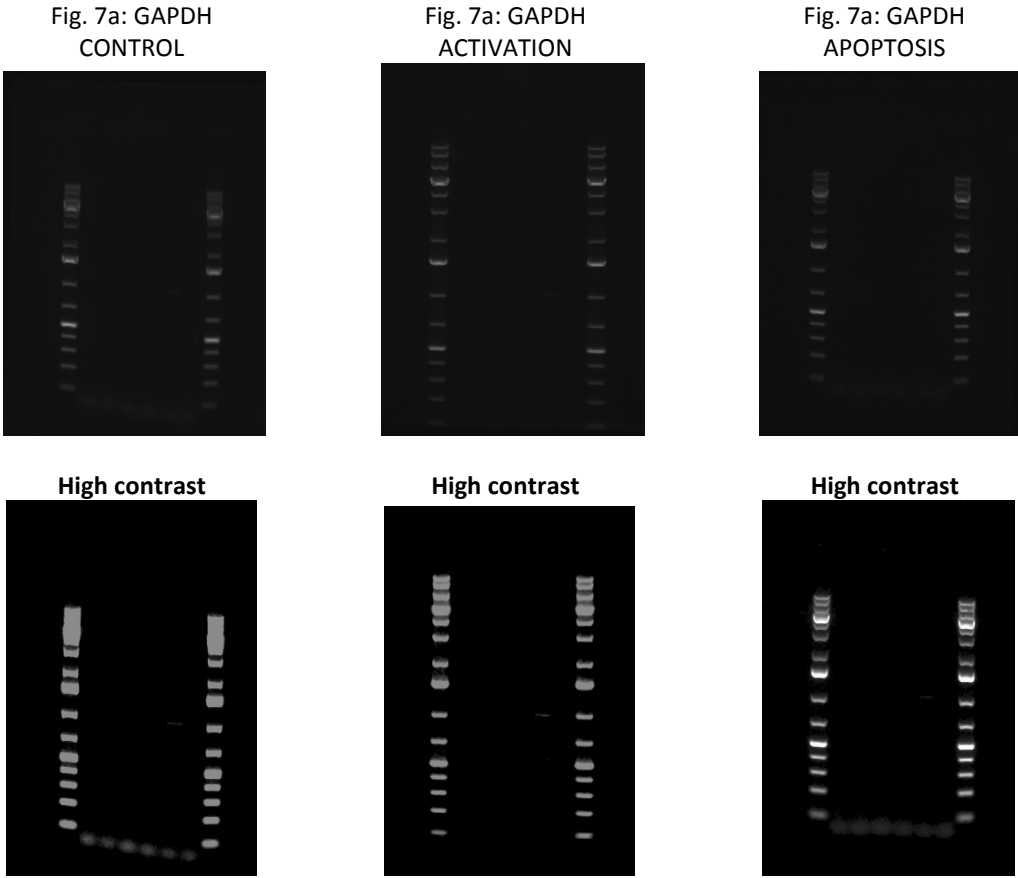 Fig. 7a: GAPDH
CONTROL
Fig. 7a: GAPDH
ACTIVATION
Fig. 7a: GAPDH
APOPTOSIS
High contrast
High contrast
High contrast